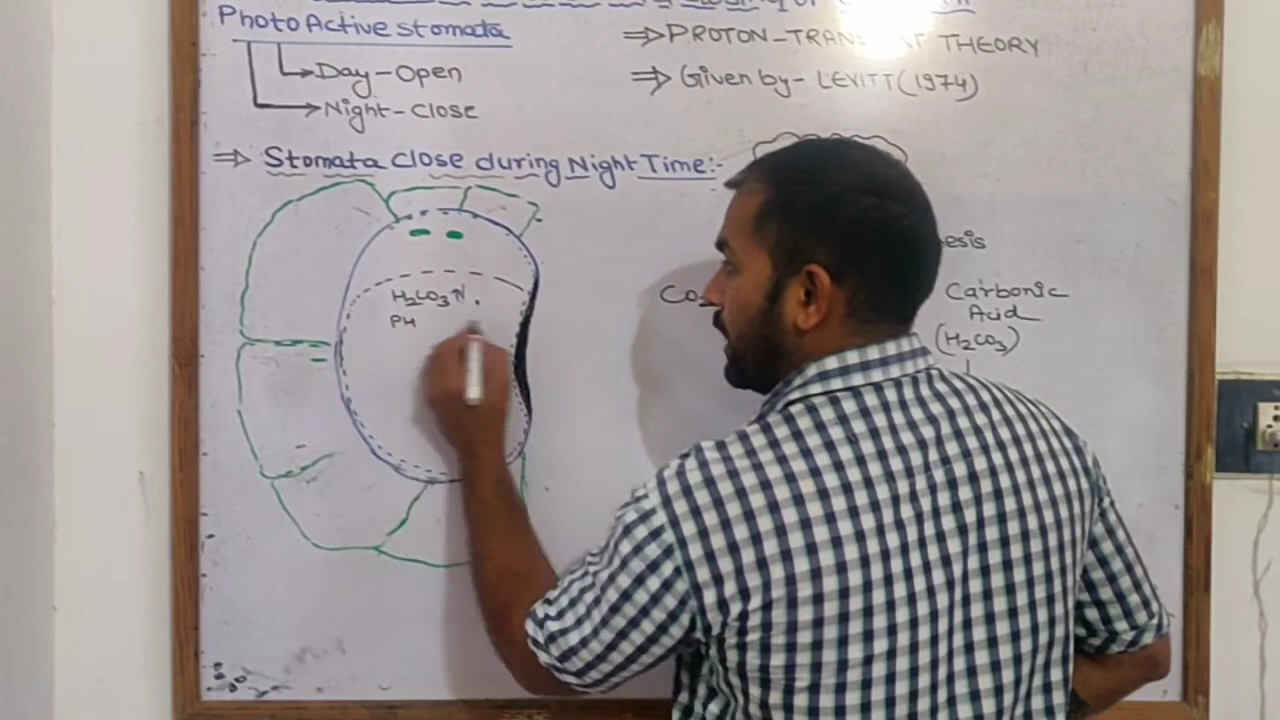 Photo Active stomata
Day-Open
Night-Close
⇒ PROTON-TRAN THEORY
⇒ Given by- LEVITT (1974)
⇒ Stomata close during Night Time:-
H₂CO₃↑
PH
esis
CO₂
Carbonic
Acid
(H₂CO₃)